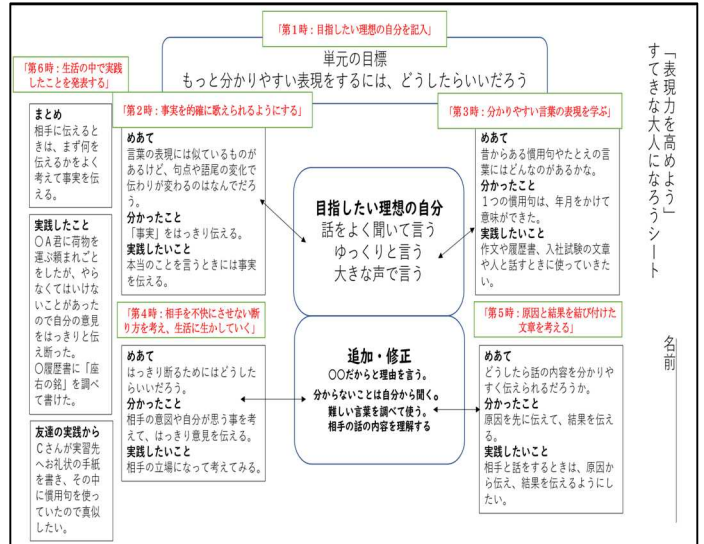 「第1時：目指したい理想の自分を記入」
単元の目標
もっと分かりやすい表現をするには、どうしたらいいだろう
「表現力を高めよう」
すてきな大人になろうシート
名前
「第6時：生活の中で実践
したことを発表する」
まとめ
相手に伝えるとき
きは、まず何を
伝えるかをよく
考えて事実を伝
える。
実践したこと
〇A君に荷物を
運ぶ頼まれごと
をしたが、やら
なくてはいけな
いことがあった
ので自分の意見
をはっきりと伝
え断った。
〇履歴書に「座
右の銘」を調べ
て書けた。
友達の実践から
Cさんが実習先
へお礼状の手紙
を書き、その中
に慣用句を使っ
ていたので真似
したい。
「第2時：事実を的確に歌えられるようにする」
めあて
言葉の表現には似ているものが
あるけど、句点や語尾の変化で
伝わりが変わるのはなんでだろ
う。
分かったこと
「事実」をはっきり伝える。
実践したいこと
本当のことを言うときには事実
を伝える。
「第3時：分かりやすい言葉の表現を学ぶ」
めあて
昔からある慣用句やたとえの言
葉にはどんなのがあるかな。
分かったこと
1つの慣用句は、年月をかけて
意味ができた。
実践したいこと
作文や履歴書、入社試験の文章
や人と話すときに使っていきた
い。
目指したい理想の自分
話をよく聞いて言う
ゆっくりと言う
大きな声で言う
「第4時：相手を不快にさせない断
り方を考え、生活に生かしていく」
めあて
はっきり断るためにはどうした
らいいだろう。
分かったこと
相手の意図や自分が思う事を考
えて、はっきり意見を伝える。
実践したいこと
相手の立場になって考えてみる。
追加・修正
〇〇だからと理由を言う。
分からないことは自分から聞く。
難しい言葉を調べて使う。
相手の話の内容を理解する
「第5時：原因と結果を結び付けた
文章を考える」
めあて
どうしたら話の内容を分かりや
すく伝えられるだろうか。
分かったこと
原因を先に伝えて、結果を伝え
る。
実践したいこと
相手と話をするときは、原因か
ら伝え、結果を伝えるようにし
たい。